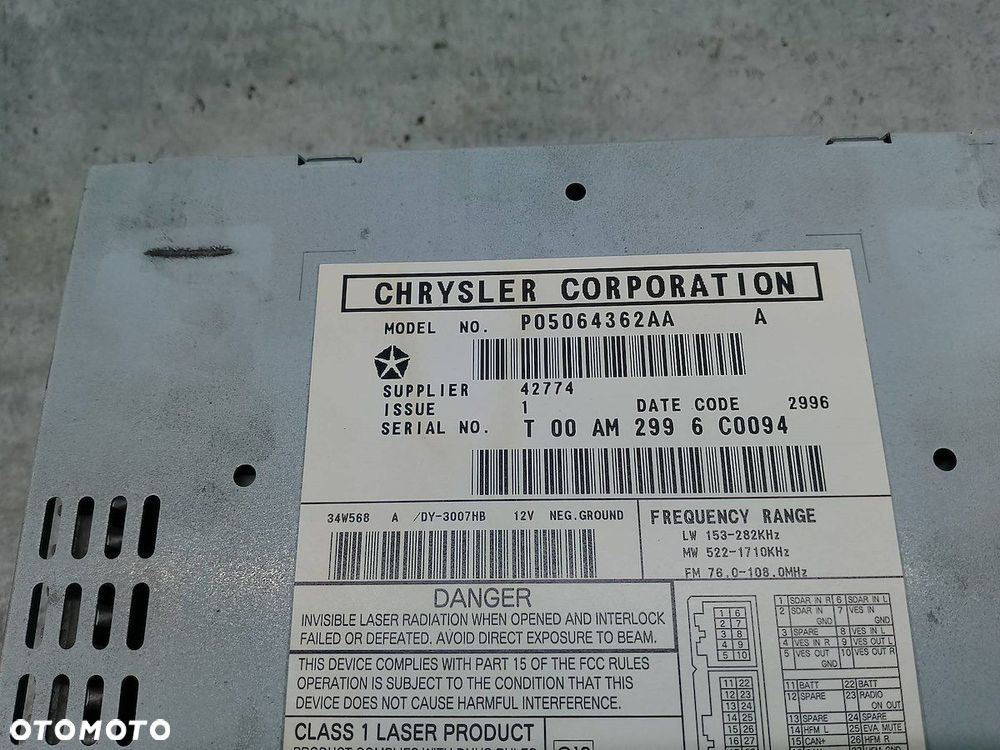 CHRYSLER CORPORATION
MODEL NO. P05064362AA A
SUPPLIER 42774
ISSUE 1 DATE CODE 2996
SERIAL NO. T 00 AM 299 6 C0094
34W568 A /DY-3007HB 12V NEG.GROUND
FREQUENCY RANGE
LW 153-282KHz
MW 522-1710KHz
FM 76.0-108.0MHz
DANGER
INVISIBLE LASER RADIATION WHEN OPENED AND INTERLOCK
FAILED OR DEFEATED. AVOID DIRECT EXPOSURE TO BEAM.
THIS DEVICE COMPLIES WITH PART 15 OF THE FCC RULES
OPERATION IS SUBJECT TO THE CONDITION THAT THIS
DEVICE DOES NOT CAUSE HARMFUL INTERFERENCE.
CLASS 1 LASER PRODUCT
PRODUCT COMPLIES WITH DHHS RULES
1 6
2 7
3 8
4 9
5 10
11 22
12 23
13 24
14 25
15 26
16 27
1 SDAR IN R 6 SDAR IN L
2 SDAR IN GND 7 VES IN GND
3 SPARE 8 VES IN L
4 VES IN R 9 VES OUT L
5 VES OUT GND 10 VES OUT R
11 BATT 22 BATT
12 SPARE 23 RADIO ON OUT
13 SPARE 24 SPARE
14 HFM L 25 EVA MUTE
15 CAN+ 26 HFM R
OTOMOTO